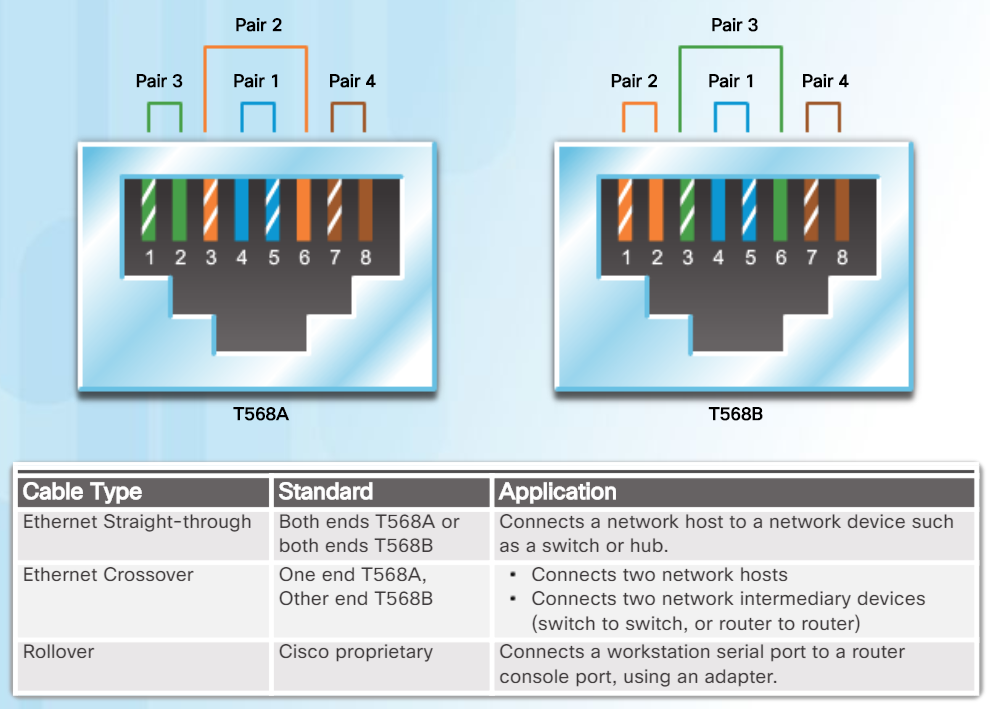 Pair 2
Pair 3
Pair 1
Pair 4
1 2 3 4 5 6 7 8
T568A
Pair 3
Pair 2
Pair 1
Pair 4
1 2 3 4 5 6 7 8
T568B
Cable Type
Standard
Application
Ethernet Straight-through
Both ends T568A or
both ends T568B
Connects a network host to a network device such
as a switch or hub.
Ethernet Crossover
One end T568A,
Other end T568B
• Connects two network hosts
• Connects two network intermediary devices
(switch to switch, or router to router)
Rollover
Cisco proprietary
Connects a workstation serial port to a router
console port, using an adapter.